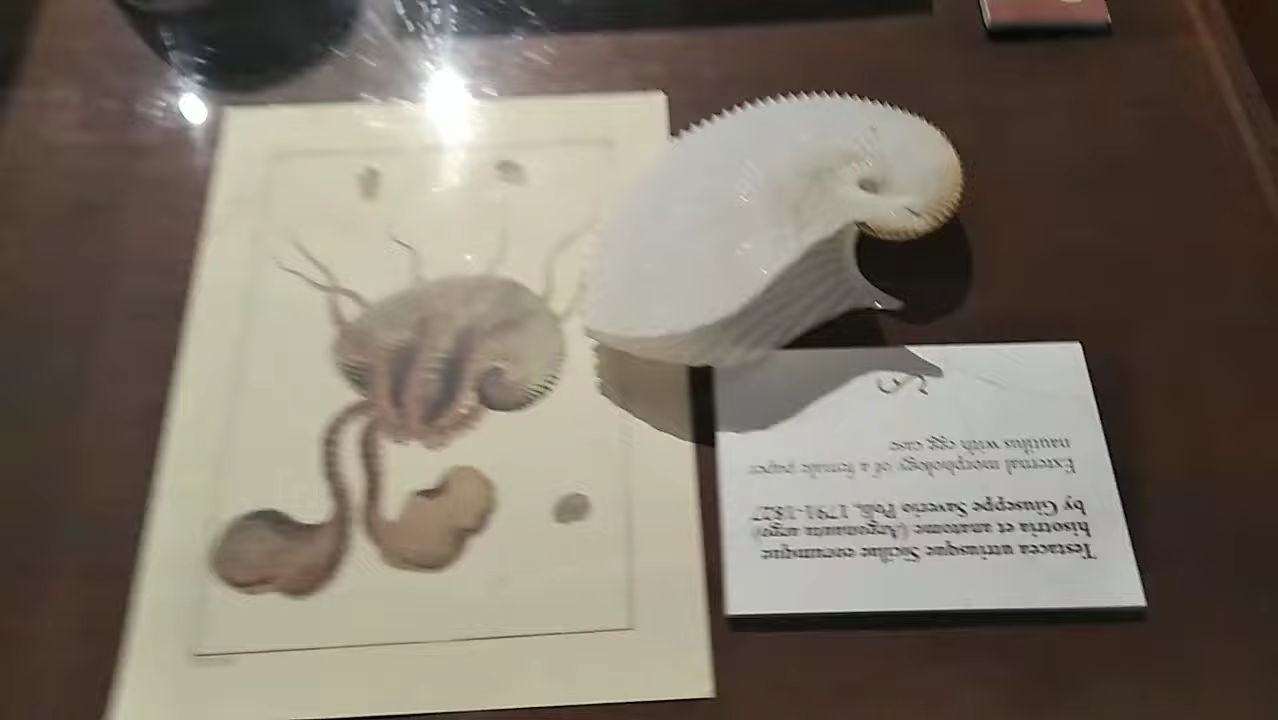 Testacea utriusque Siciliae eorumque
hisotria et anatome (Argonauta argo)
by Giuseppe Saverio Poli, 1791-1827
External morphology of a female paper
nautilus with egg case